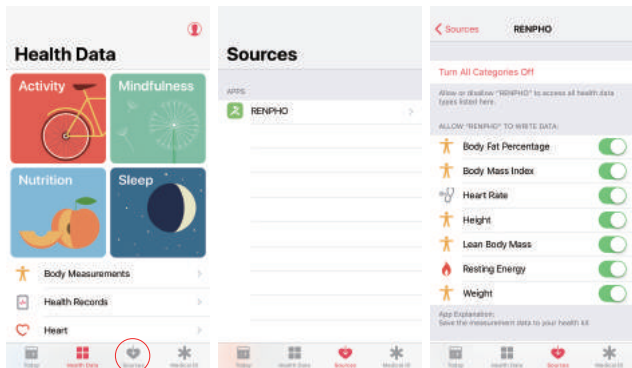 Health Data
Activity
Mindfulness
Nutrition
Sleep
Body Measurements
Health Records
Heart
Today
Health Data
Sources
Medical ID
Sources
APPS
RENPHO
Today
Health Data
Sources
Medical ID
Sources
RENPHO
Turn All Categories Off
Allow or disallow "RENPHO" to access all health data
types listed here.
ALLOW "RENPHO" TO WRITE DATA:
Body Fat Percentage
Body Mass Index
Heart Rate
Height
Lean Body Mass
Resting Energy
Weight
App Explanation:
Save the measurement data to your health kit
Today
Health Data
Sources
Medical ID